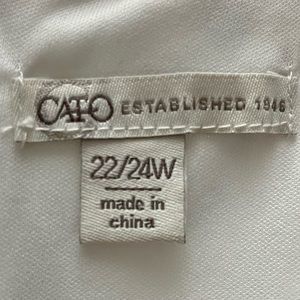 CATO ESTABLISHED 1946
22/24W
made in
china